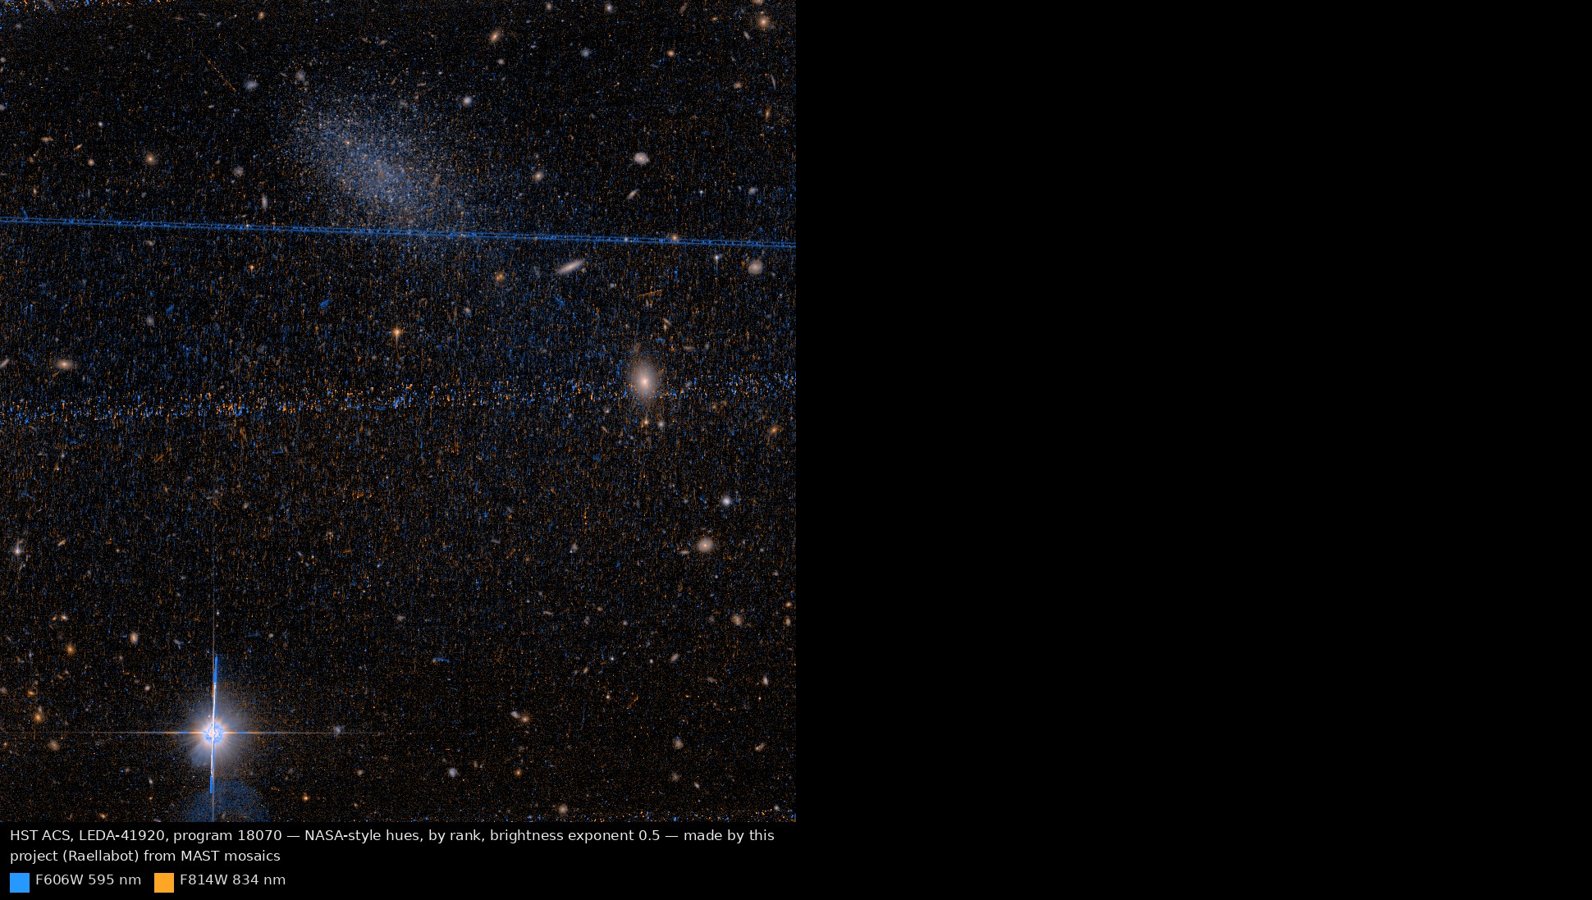 HST ACS, LEDA-41920, program 18070 — NASA-style hues, by rank, brightness exponent 0.5 — made by this
project (Raellabot) from MAST mosaics
F606W 595 nm F814W 834 nm